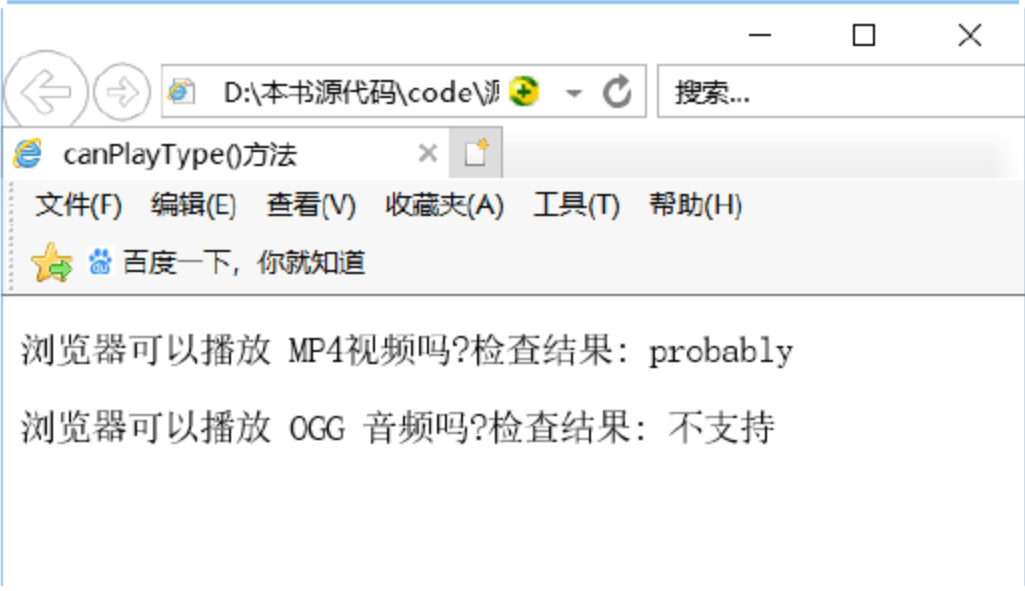 D:\本书源代码\code\源
搜索...
canPlayType()方法
文件(F) 编辑(E) 查看(V) 收藏夹(A) 工具(T) 帮助(H)
百度一下，你就知道
浏览器可以播放 MP4视频吗?检查结果: probably
浏览器可以播放 OGG 音频吗?检查结果: 不支持